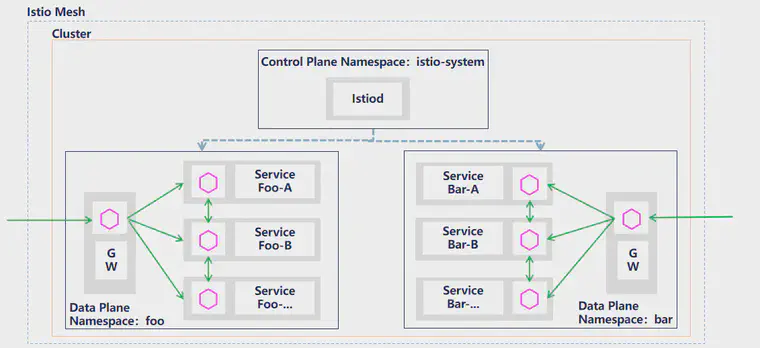 Istio Mesh
Cluster
Control Plane Namespace: istio-system
Istiod
Service
Foo-A
Service
Foo-B
Service
Foo-...
G
W
Data Plane
Namespace: foo
Service
Bar-A
Service
Bar-B
Service
Bar-...
G
W
Data Plane
Namespace: bar